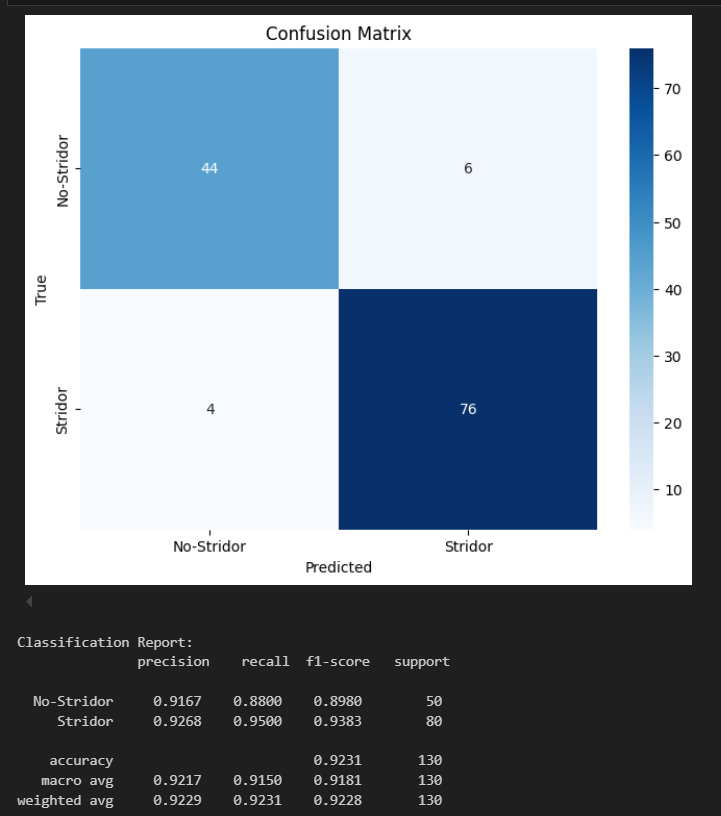 Confusion Matrix
No-Stridor
44
6
70
60
50
40
30
20
10
True
Stridor
4
76
No-Stridor Stridor
Predicted
Classification Report:
precision recall f1-score support
No-Stridor 0.9167 0.8800 0.8980 50
Stridor 0.9268 0.9500 0.9383 80
accuracy 0.9231 130
macro avg 0.9217 0.9150 0.9181 130
weighted avg 0.9229 0.9231 0.9228 130